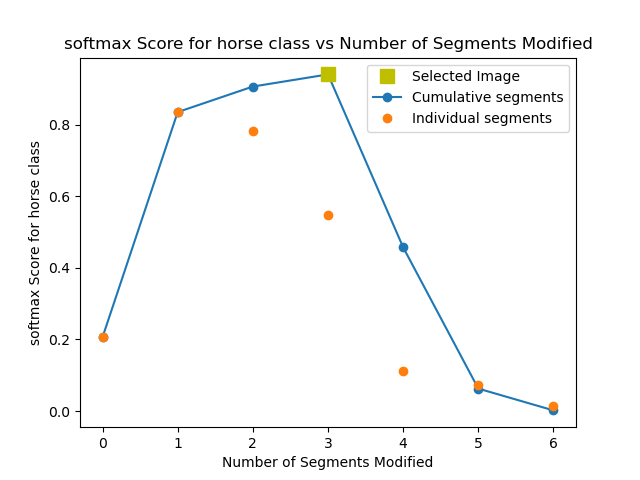 softmax Score for horse class vs Number of Segments Modified
Selected Image
Cumulative segments
Individual segments
softmax Score for horse class
0.8
0.6
0.4
0.2
0.0
0 1 2 3 4 5 6
Number of Segments Modified